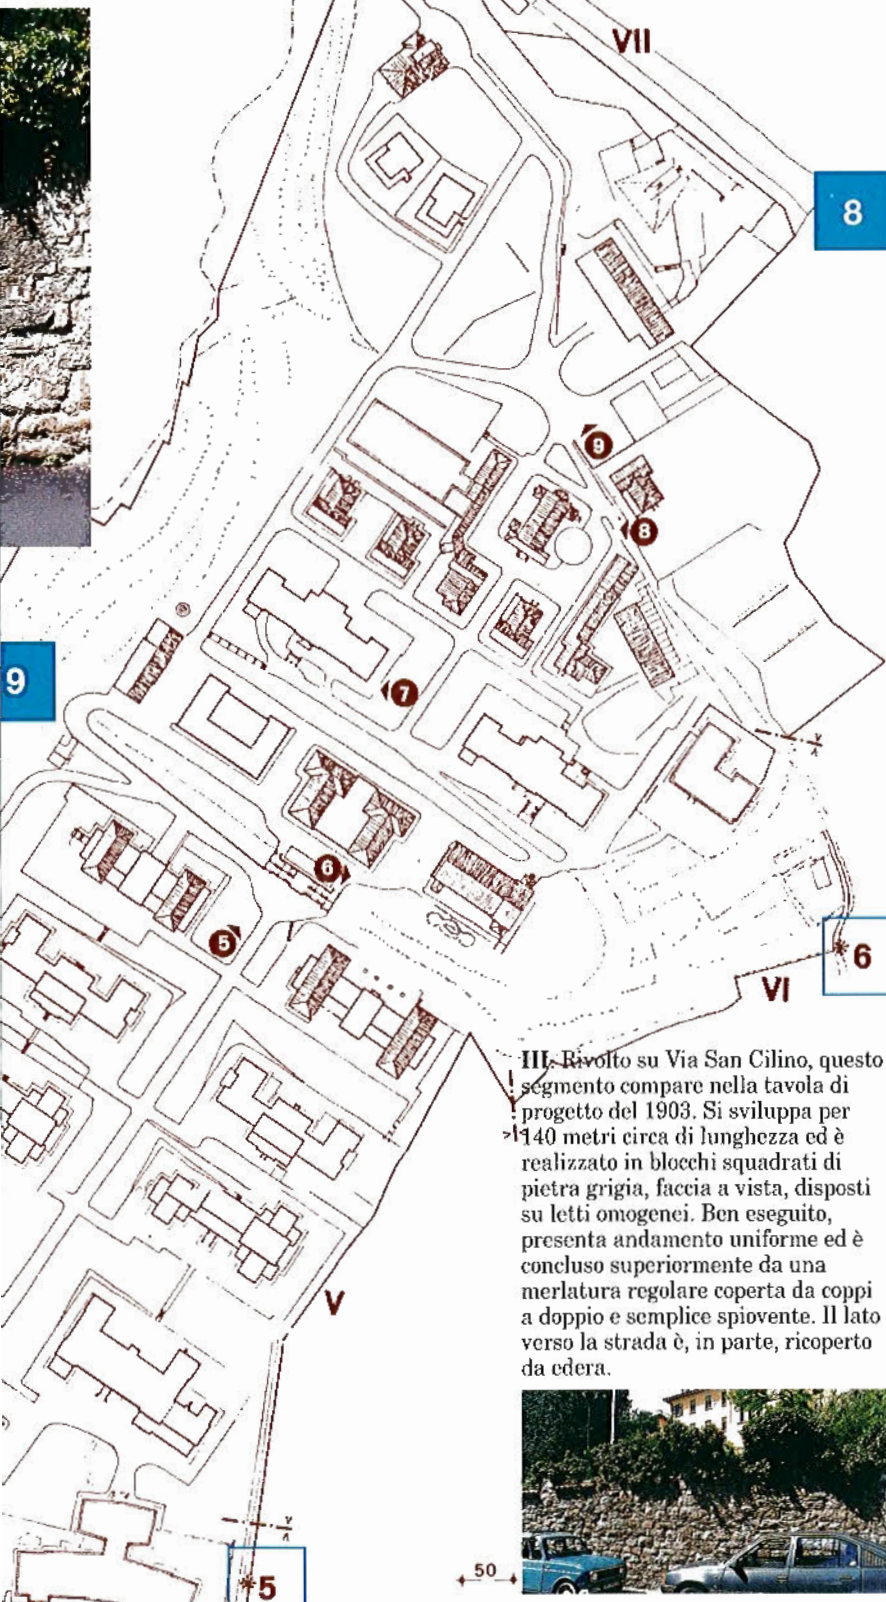 VII
8
9
8
9
7
6
5
6
VI
III. Rivolto su Via San Cilino, questo
segmento compare nella tavola di
progetto del 1903. Si sviluppa per
140 metri circa di lunghezza ed è
realizzato in blocchi squadrati di
pietra grigia, faccia a vista, disposti
su letti omogenei. Ben eseguito,
presenta andamento uniforme ed è
concluso superiormente da una
merlatura regolare coperta da coppi
a doppio e semplice spiovente. Il lato
verso la strada è, in parte, ricoperto
da edera.
V
50
5